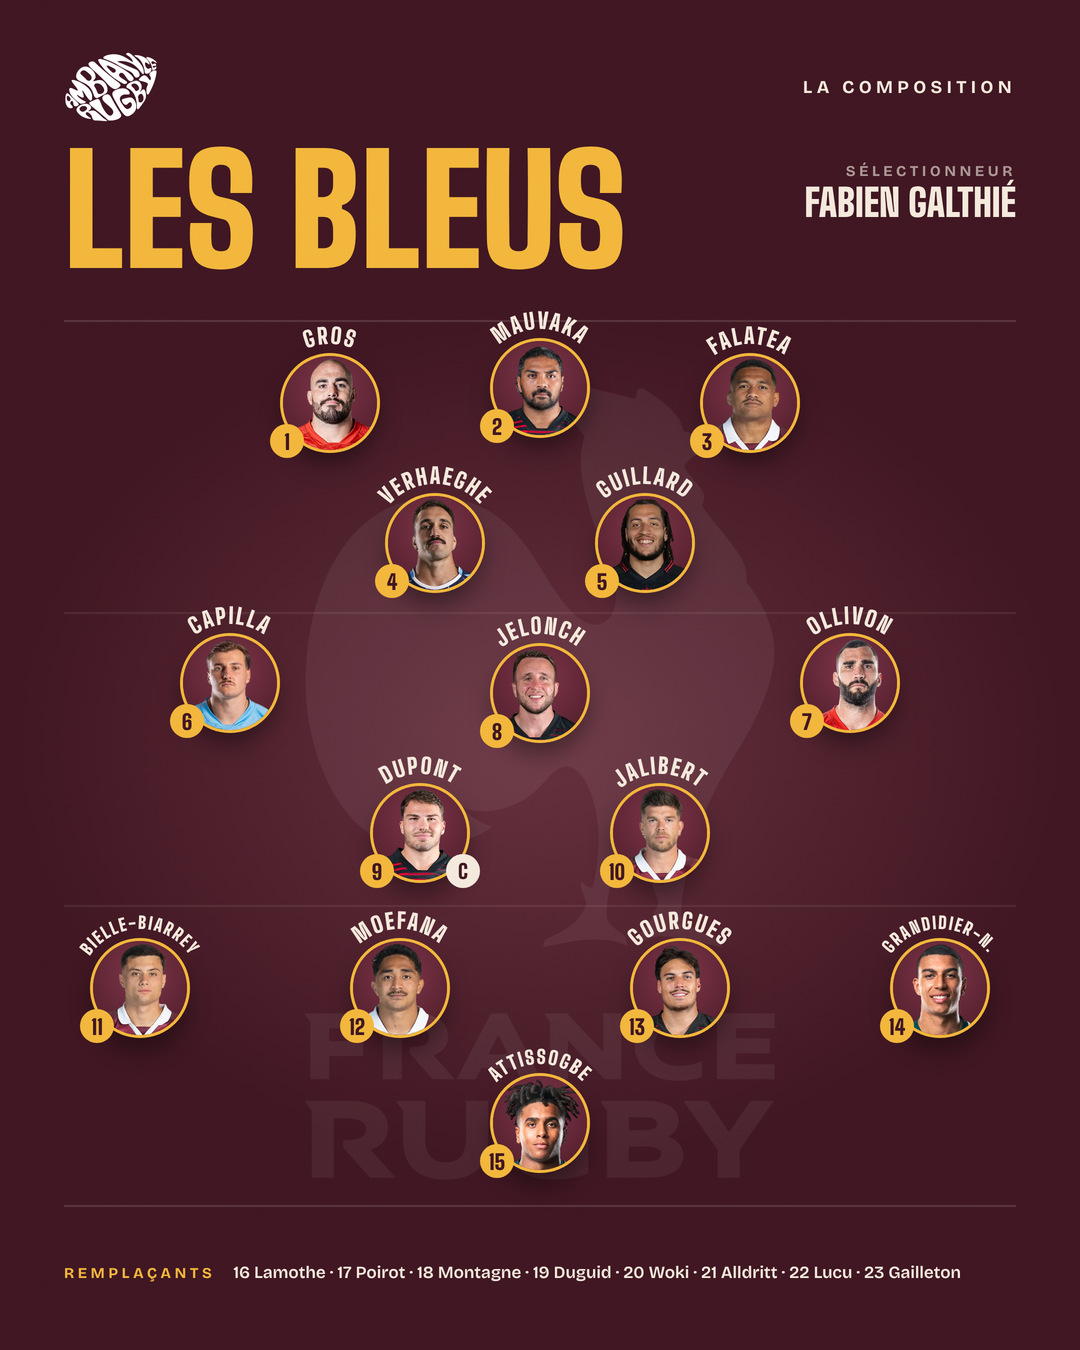 AMBIANCE
RUGBY
LA COMPOSITION
LES BLEUS
SÉLECTIONNEUR
FABIEN GALTHIÉ
GROS
1
MAUVAKA
2
FALATEA
3
VERHAEGHE
4
GUILLARD
5
CAPILLA
6
JELONCH
8
OLLIVON
7
DUPONT
9
C
JALIBERT
10
BIELLE-BIARREY
11
MOEFANA
12
GOURGUES
13
GRANDIDIER-N.
14
FRANCE
RUGBY
ATTISSOGBE
15
REMPLAÇANTS 16 Lamothe · 17 Poirot · 18 Montagne · 19 Duguid · 20 Woki · 21 Alldritt · 22 Lucu · 23 Gailleton